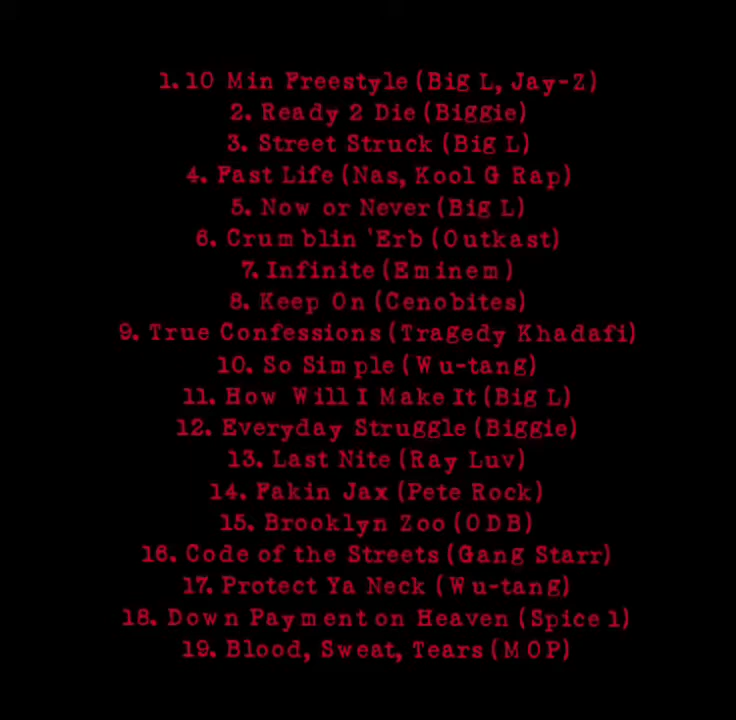 1. 10 Min Freestyle (Big L, Jay-Z)
2. Ready 2 Die (Biggie)
3. Street Struck (Big L)
4. Fast Life (Nas, Kool G Rap)
5. Now or Never (Big L)
6. Crumblin 'Erb (Outkast)
7. Infinite (Eminem)
8. Keep On (Cenobites)
9. True Confessions (Tragedy Khadafi)
10. So Simple (Wu-tang)
11. How Will I Make It (Big L)
12. Everyday Struggle (Biggie)
13. Last Nite (Ray Luv)
14. Fakin Jax (Pete Rock)
15. Brooklyn Zoo (ODB)
16. Code of the Streets (Gang Starr)
17. Protect Ya Neck (Wu-tang)
18. Down Payment on Heaven (Spice 1)
19. Blood, Sweat, Tears (MOP)